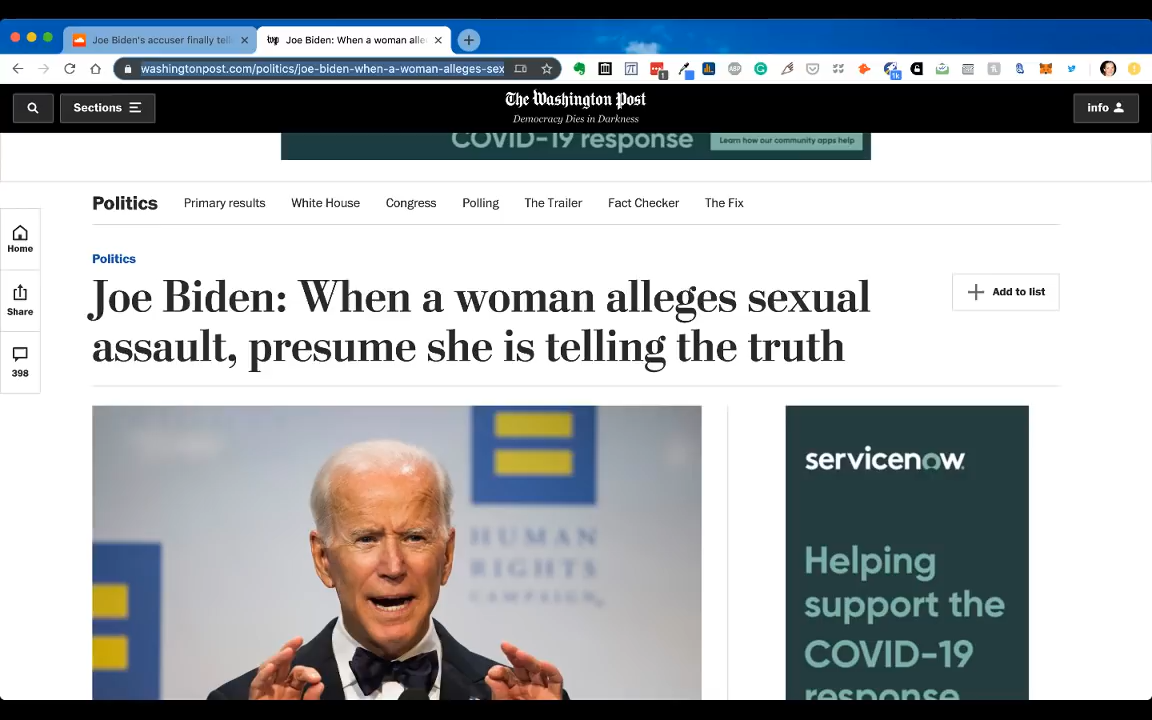 Joe Biden's accuser finally tell
Joe Biden: When a woman alle
washingtonpost.com/politics/joe-biden-when-a-woman-alleges-sex
Sections
The Washington Post
Democracy Dies in Darkness
info
COVID-19 response
Learn how our community apps help
Politics
Primary results
White House
Congress
Polling
The Trailer
Fact Checker
The Fix
Home
Share
398
Politics
Joe Biden: When a woman alleges sexual
assault, presume she is telling the truth
Add to list
HUMAN
RIGHTS
CAMPAIGN
servicenow
Helping
support the
COVID-19
response